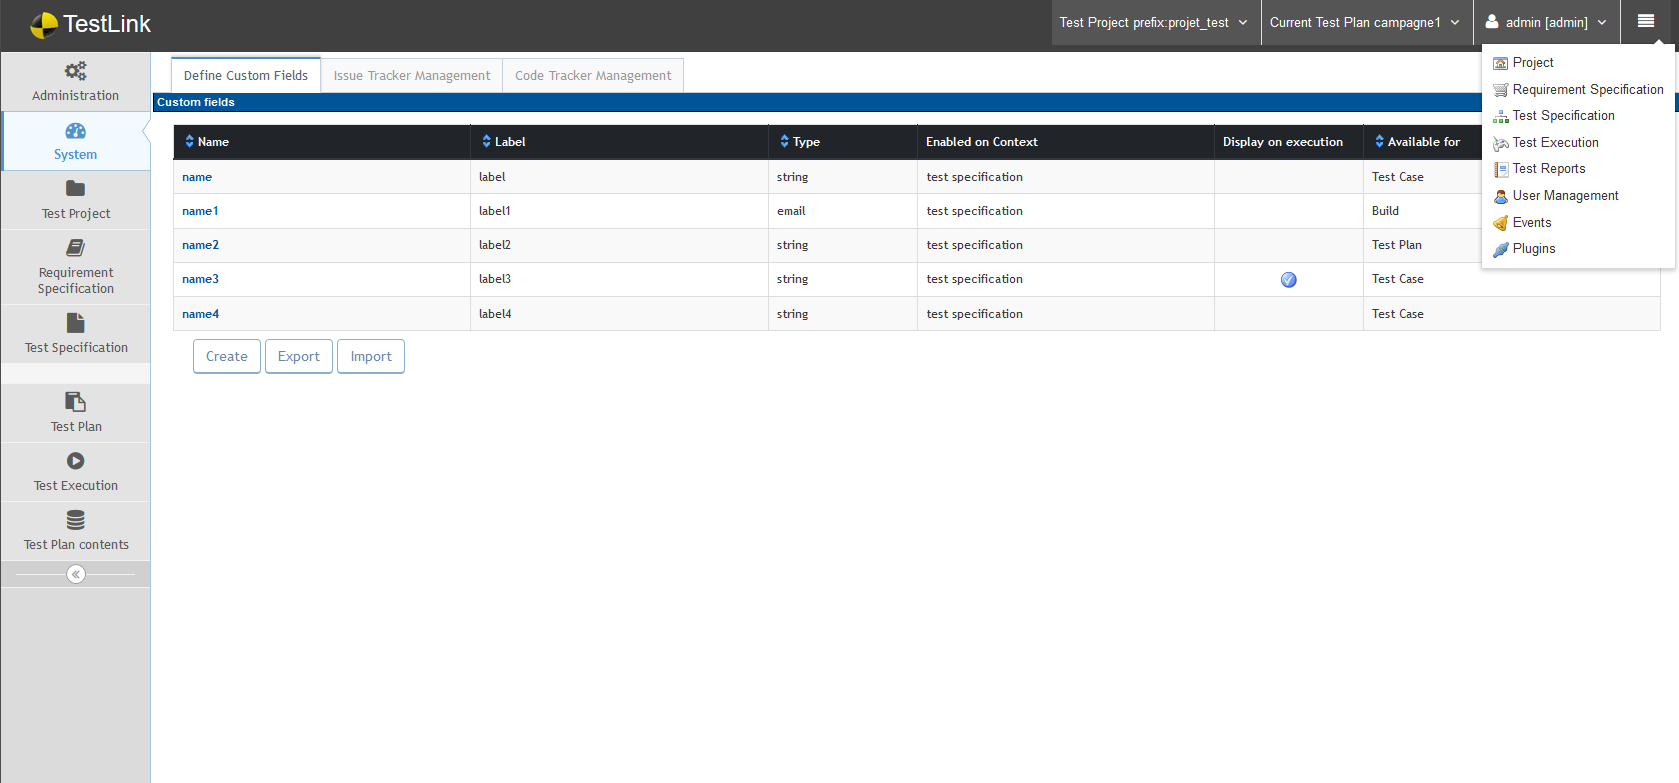 TestLink
Test Project prefix:projet_test
Current Test Plan campagne1
admin [admin]
Project
Requirement Specification
Test Specification
Test Execution
Test Reports
User Management
Events
Plugins
Administration
System
Test Project
Requirement
Specification
Test Specification
Test Plan
Test Execution
Test Plan contents
Define Custom Fields
Issue Tracker Management
Code Tracker Management
Custom fields
Name Label Type Enabled on Context Display on execution Available for
name label string test specification Test Case
name1 label1 email test specification Build
name2 label2 string test specification Test Plan
name3 label3 string test specification Test Case
name4 label4 string test specification Test Case
Create Export Import